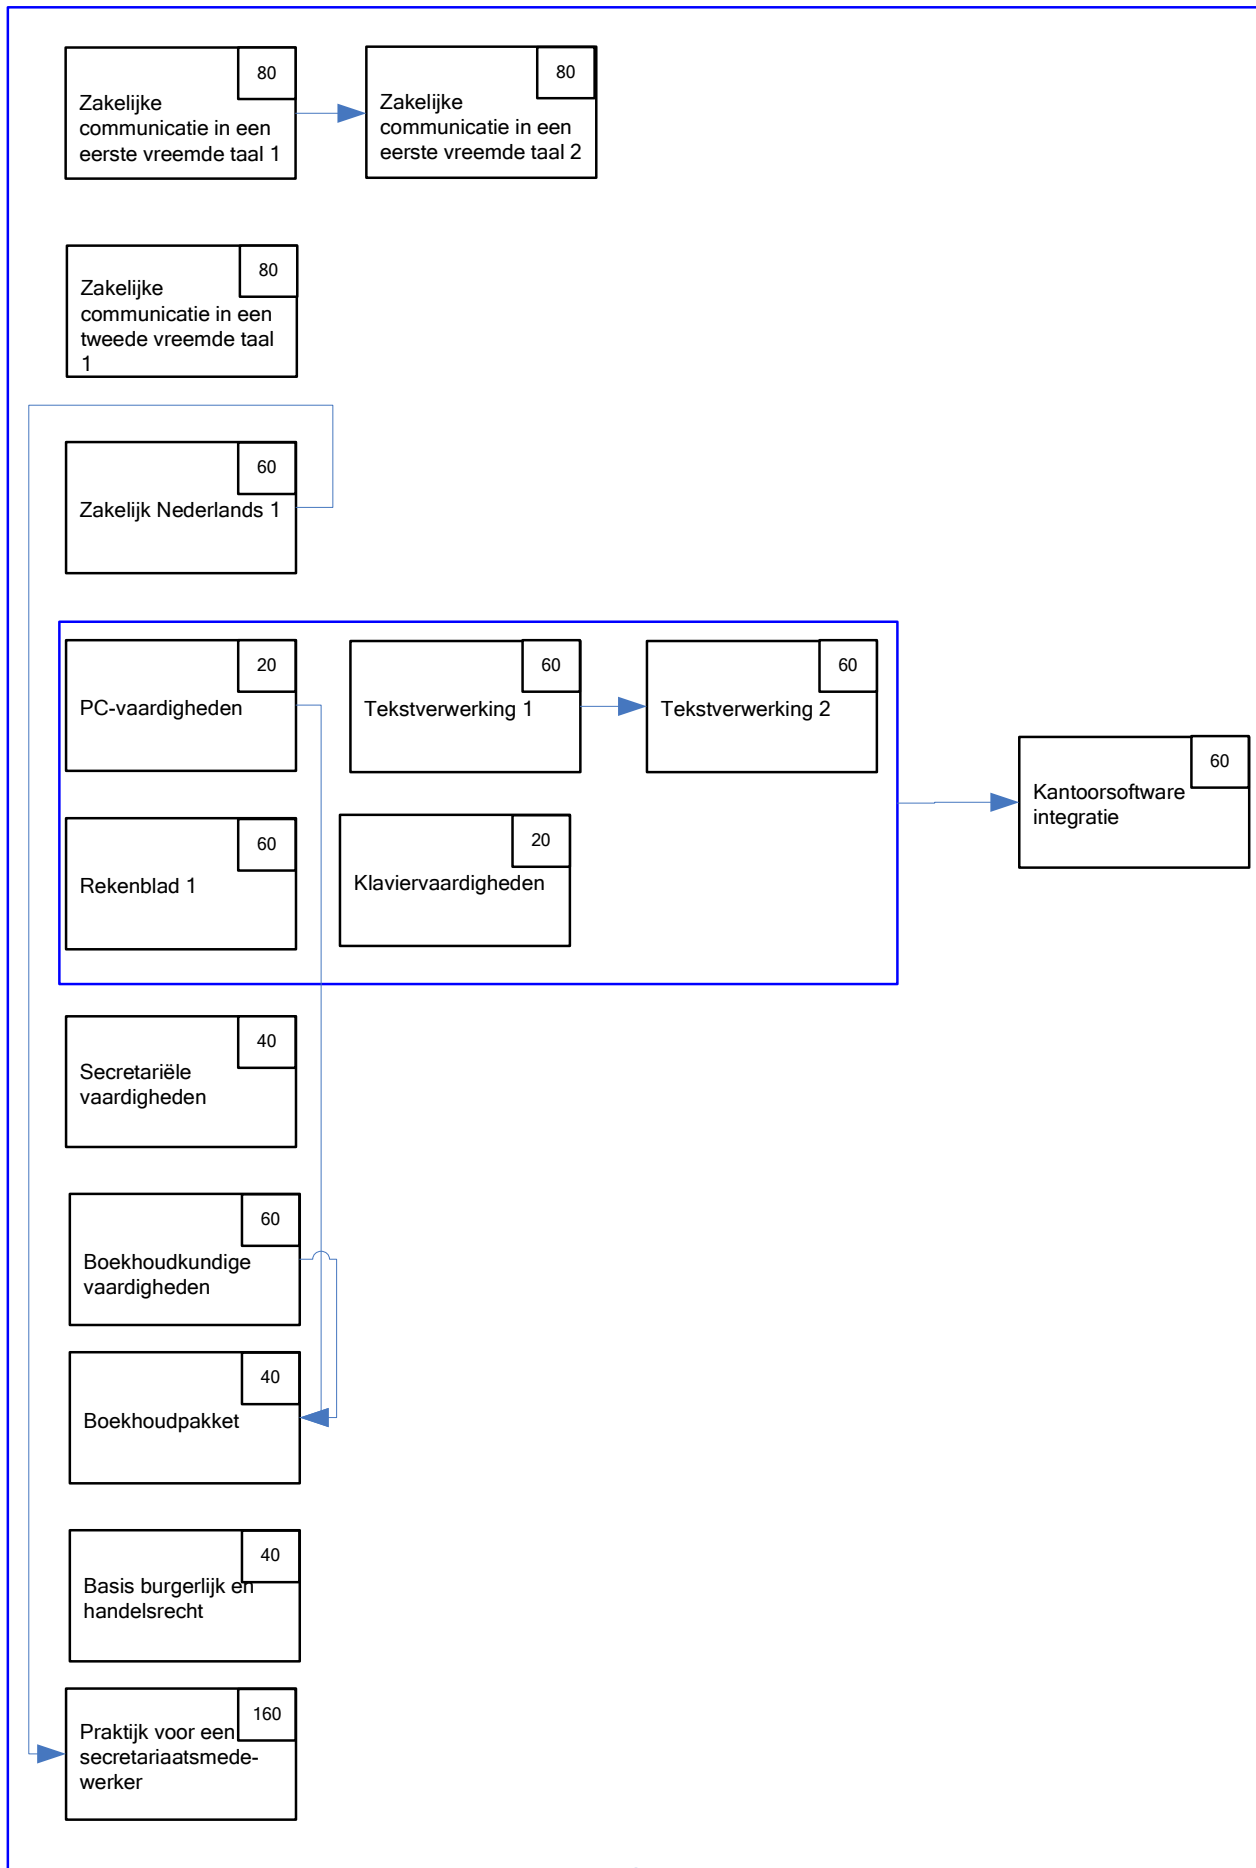 80
Zakelijke
communicatie in een
eerste vreemde taal 1
80
Zakelijke
communicatie in een
eerste vreemde taal 2
80
Zakelijke
communicatie in een
tweede vreemde taal
1
60
Zakelijk Nederlands 1
20
PC-vaardigheden
60
Tekstverwerking 1
60
Tekstverwerking 2
60
Kantoorsoftware
integratie
60
Rekenblad 1
20
Klaviervaardigheden
40
Secretariële
vaardigheden
60
Boekhoudkundige
vaardigheden
40
Boekhoudpakket
40
Basis burgerlijk en
handelsrecht
160
Praktijk voor een
secretariaatsmede-
werker